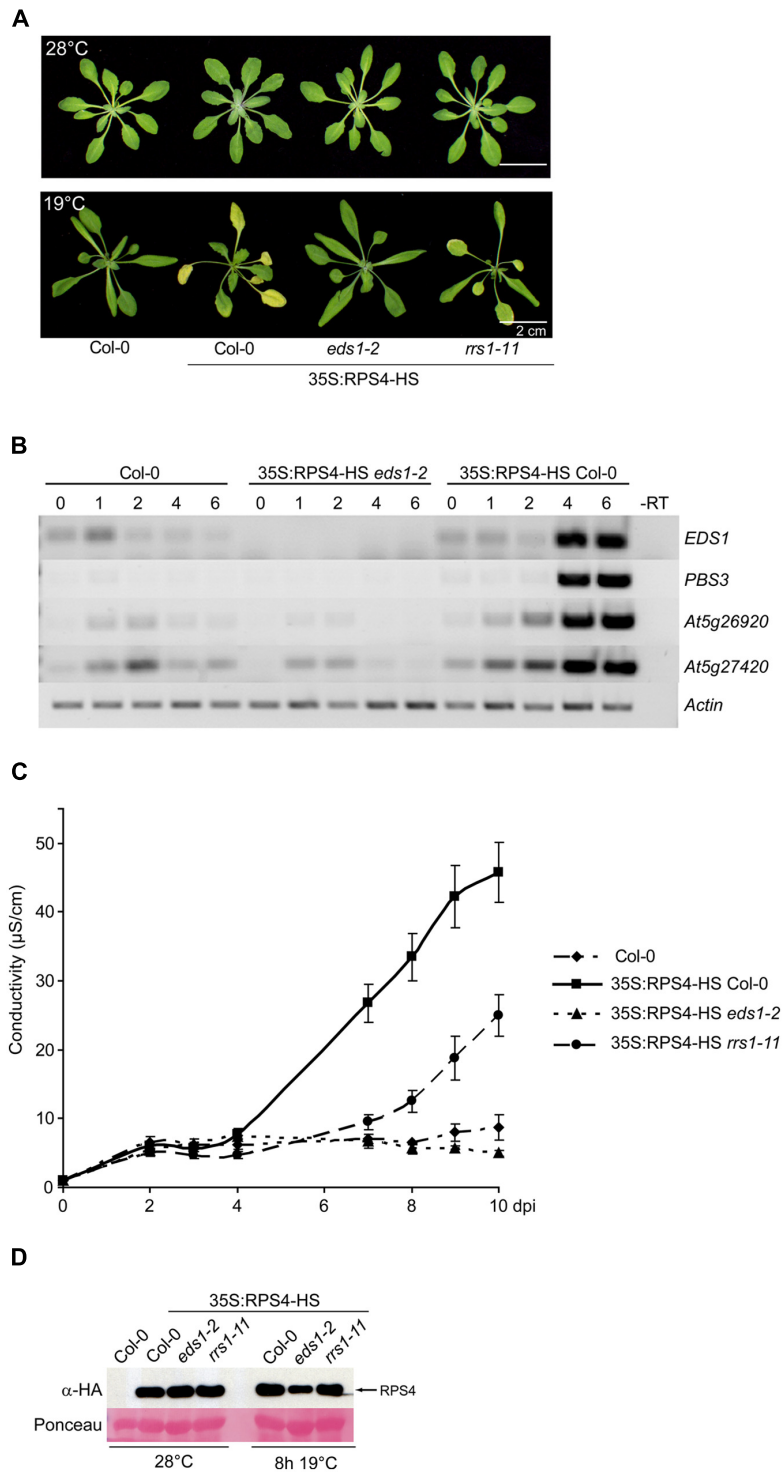 A
28°C
19°C
2 cm
Col-0 Col-0 eds1-2 rrs1-11
35S:RPS4-HS
B
Col-0 35S:RPS4-HS eds1-2 35S:RPS4-HS Col-0
0 1 2 4 6 0 1 2 4 6 0 1 2 4 6 -RT
EDS1
PBS3
At5g26920
At5g27420
Actin
C
Conductivity (µS/cm)
50
40
30
20
10
0
0 2 4 6 8 10 dpi
Col-0
35S:RPS4-HS Col-0
35S:RPS4-HS eds1-2
35S:RPS4-HS rrs1-11
D
35S:RPS4-HS
Col-0 Col-0 eds1-2 rrs1-11 Col-0 eds1-2 rrs1-11
α-HA RPS4
Ponceau
28°C 8h 19°C